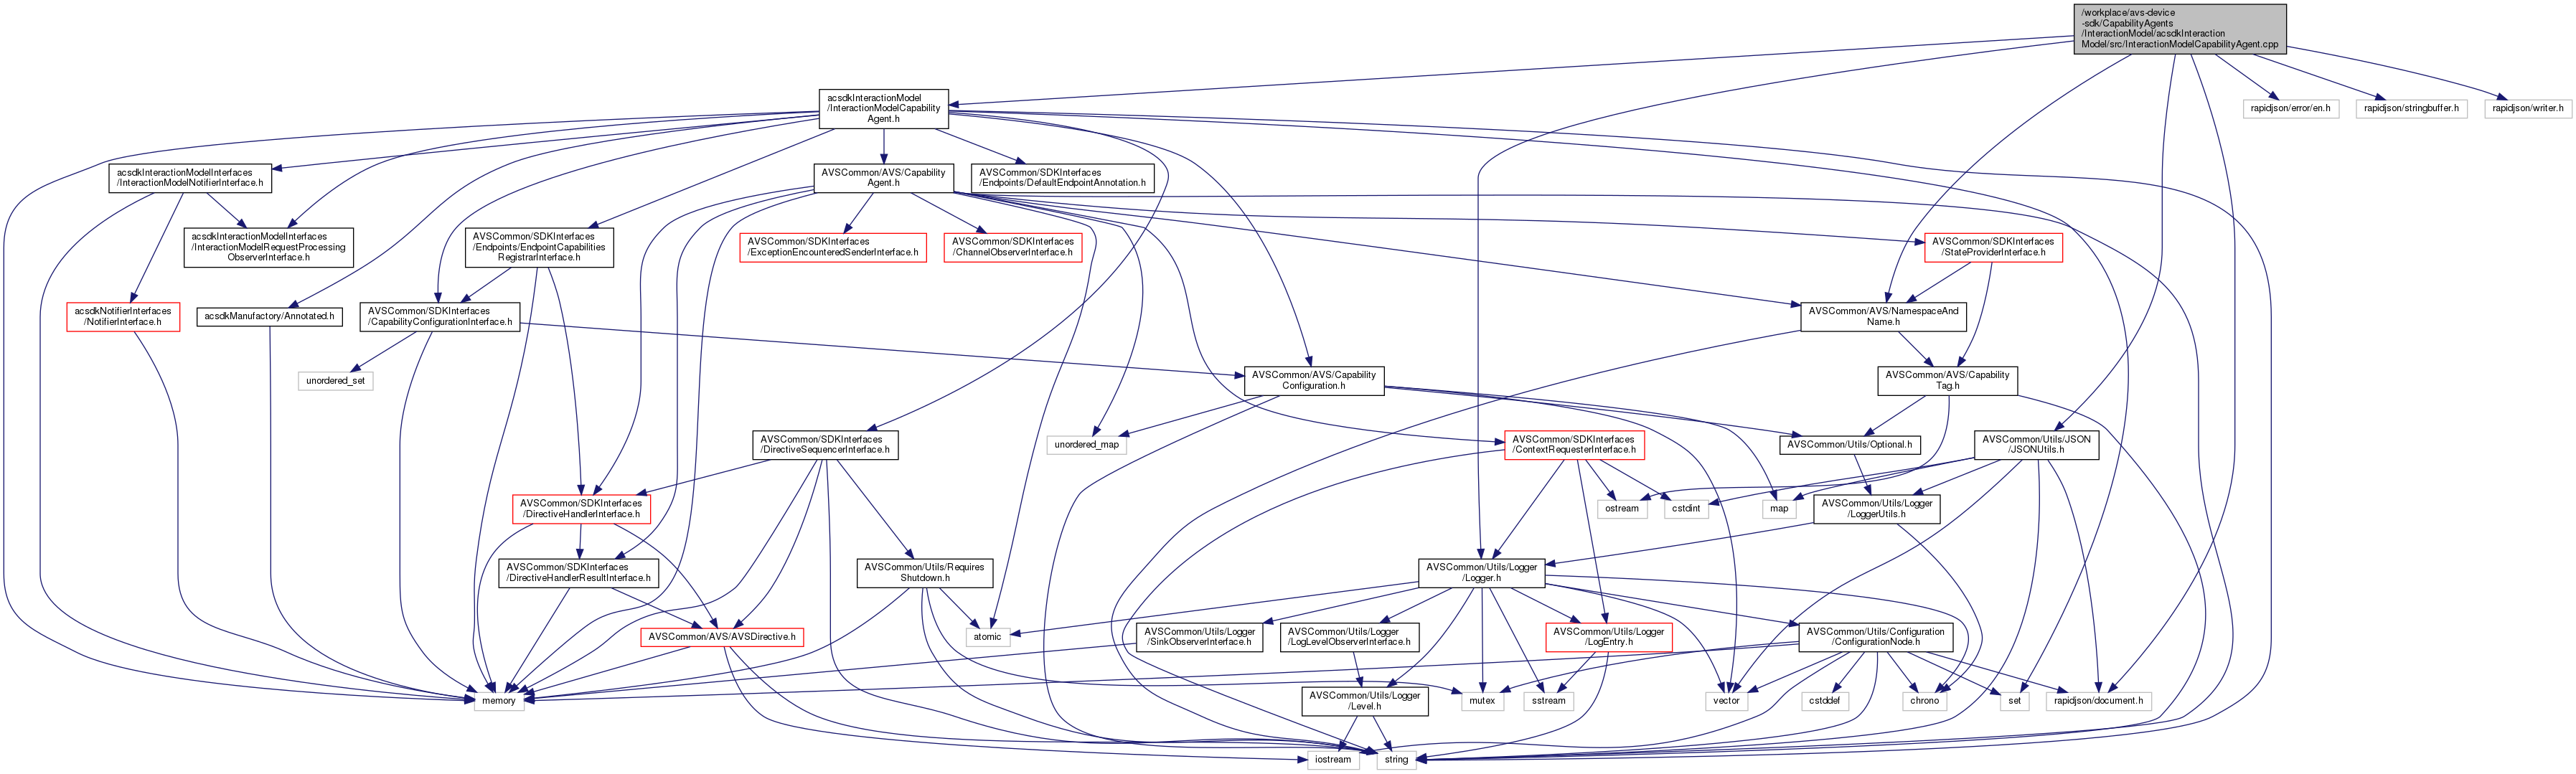 /workplace/avs-device
-sdk/CapabilityAgents
/InteractionModel/acsdkInteraction
Model/src/InteractionModelCapabilityAgent.cpp
acsdkInteractionModel
/InteractionModelCapability
Agent.h
rapidjson/error/en.h
rapidjson/stringbuffer.h
rapidjson/writer.h
acsdkInteractionModelInterfaces
/InteractionModelNotifierInterface.h
AVSCommon/AVS/Capability
Agent.h
AVSCommon/SDKInterfaces
/Endpoints/DefaultEndpointAnnotation.h
acsdkInteractionModelInterfaces
/InteractionModelRequestProcessing
ObserverInterface.h
AVSCommon/SDKInterfaces
/Endpoints/EndpointCapabilities
RegistrarInterface.h
AVSCommon/SDKInterfaces
/ExceptionEncounteredSenderInterface.h
AVSCommon/SDKInterfaces
/ChannelObserverInterface.h
AVSCommon/SDKInterfaces
/StateProviderInterface.h
acsdkNotifierInterfaces
/NotifierInterface.h
acsdkManufactory/Annotated.h
AVSCommon/SDKInterfaces
/CapabilityConfigurationInterface.h
AVSCommon/AVS/NamespaceAnd
Name.h
unordered_set
AVSCommon/AVS/Capability
Configuration.h
AVSCommon/AVS/Capability
Tag.h
AVSCommon/SDKInterfaces
/DirectiveSequencerInterface.h
unordered_map
AVSCommon/SDKInterfaces
/ContextRequesterInterface.h
AVSCommon/Utils/Optional.h
AVSCommon/Utils/JSON
/JSONUtils.h
AVSCommon/SDKInterfaces
/DirectiveHandlerInterface.h
ostream
cstdint
map
AVSCommon/Utils/Logger
/LoggerUtils.h
AVSCommon/SDKInterfaces
/DirectiveHandlerResultInterface.h
AVSCommon/Utils/Requires
Shutdown.h
AVSCommon/Utils/Logger
/Logger.h
AVSCommon/AVS/AVSDirective.h
atomic
AVSCommon/Utils/Logger
/SinkObserverInterface.h
AVSCommon/Utils/Logger
/LogLevelObserverInterface.h
AVSCommon/Utils/Logger
/LogEntry.h
AVSCommon/Utils/Configuration
/ConfigurationNode.h
memory
AVSCommon/Utils/Logger
/Level.h
mutex
sstream
vector
cstddef
chrono
set
rapidjson/document.h
iostream
string